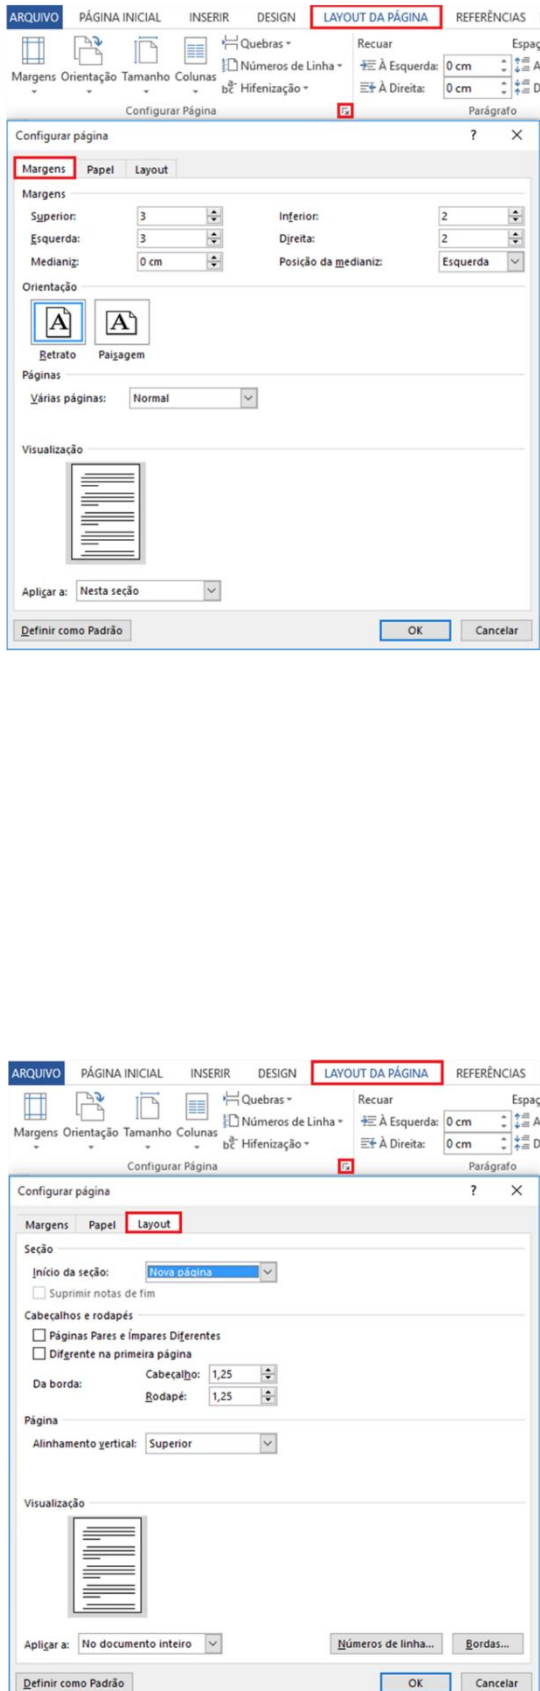 ARQUIVO PÁGINA INICIAL INSERIR DESIGN LAYOUT DA PÁGINA REFERÊNCIAS
Quebras Recuar Espaç
Números de Linha À Esquerda: 0 cm A
Margens Orientação Tamanho Colunas Hifenização À Direita: 0 cm D
Configurar Página Parágrafo
Configurar página ? X
Margens Papel Layout
Margens
Superior: 3 Inferior: 2
Esquerda: 3 Direita: 2
Medianiz: 0 cm Posição da medianiz: Esquerda
Orientação
A A
Retrato Paisagem
Páginas
Várias páginas: Normal
Visualização
Aplicar a: Nesta seção
Definir como Padrão OK Cancelar
ARQUIVO PÁGINA INICIAL INSERIR DESIGN LAYOUT DA PÁGINA REFERÊNCIAS
Quebras Recuar Espaç
Números de Linha À Esquerda: 0 cm A
Margens Orientação Tamanho Colunas Hifenização À Direita: 0 cm D
Configurar Página Parágrafo
Configurar página ? X
Margens Papel Layout
Seção
Início da seção: Nova página
Suprimir notas de fim
Cabeçalhos e rodapés
Páginas Pares e Ímpares Diferentes
Diferente na primeira página
Da borda: Cabeçalho: 1,25
Rodapé: 1,25
Página
Alinhamento vertical: Superior
Visualização
Aplicar a: No documento inteiro Números de linha... Bordas...
Definir como Padrão OK Cancelar